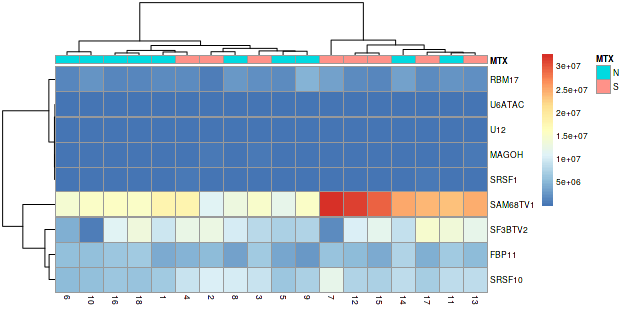 MTX
RBM17
U6ATAC
U12
MAGOH
SRSF1
SAM68TV1
SF3BTV2
FBP11
SRSF10
6 10 16 18 1 4 2 8 3 5 9 7 12 15 14 17 11 13
3e+07
2.5e+07
2e+07
1.5e+07
1e+07
5e+06
MTX
N
S